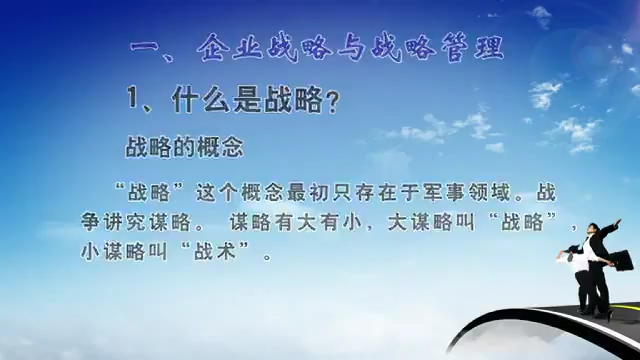 一、企业战略与战略管理
1、什么是战略？
战略的概念
“战略”这个概念最初只存在于军事领域。战
争讲究谋略。 谋略有大有小，大谋略叫“战略”，
小谋略叫“战术”。